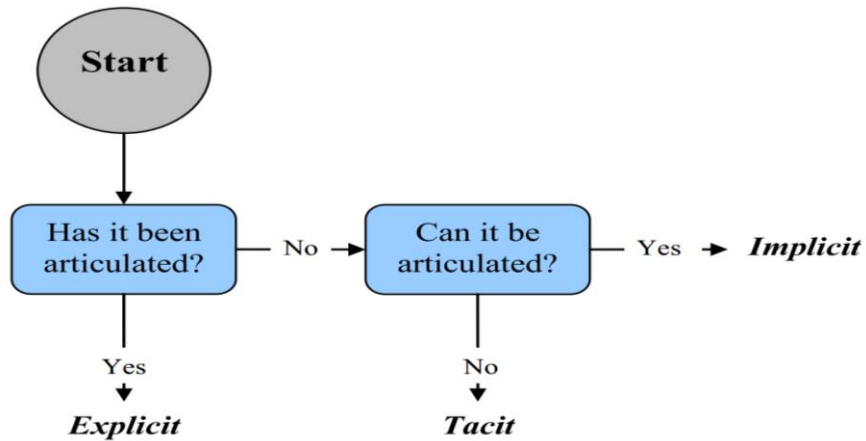 Start
Has it been
articulated?
No
Can it be
articulated?
Yes
Implicit
Yes
Explicit
No
Tacit